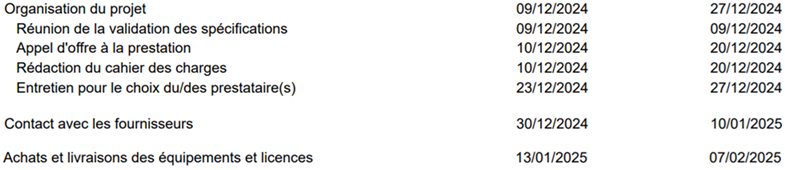 Organisation du projet 09/12/2024 27/12/2024
Réunion de la validation des spécifications 09/12/2024 09/12/2024
Appel d'offre à la prestation 10/12/2024 20/12/2024
Rédaction du cahier des charges 10/12/2024 20/12/2024
Entretien pour le choix du/des prestataire(s) 23/12/2024 27/12/2024
Contact avec les fournisseurs 30/12/2024 10/01/2025
Achats et livraisons des équipements et licences 13/01/2025 07/02/2025